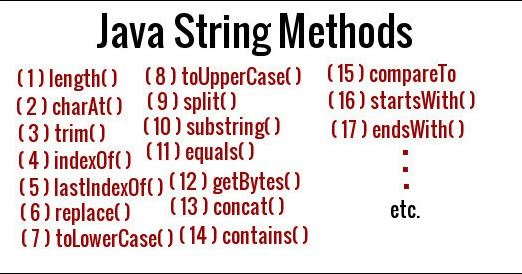 Java String Methods
(1) length()
(2) charAt()
(3) trim()
(4) indexOf()
(5) lastIndexOf()
(6) replace()
(7) toLowerCase()
(8) toUpperCase()
(9) split()
(10) substring()
(11) equals()
(12) getBytes()
(13) concat()
(14) contains()
(15) compareTo
(16) startsWith()
(17) endsWith()
etc.